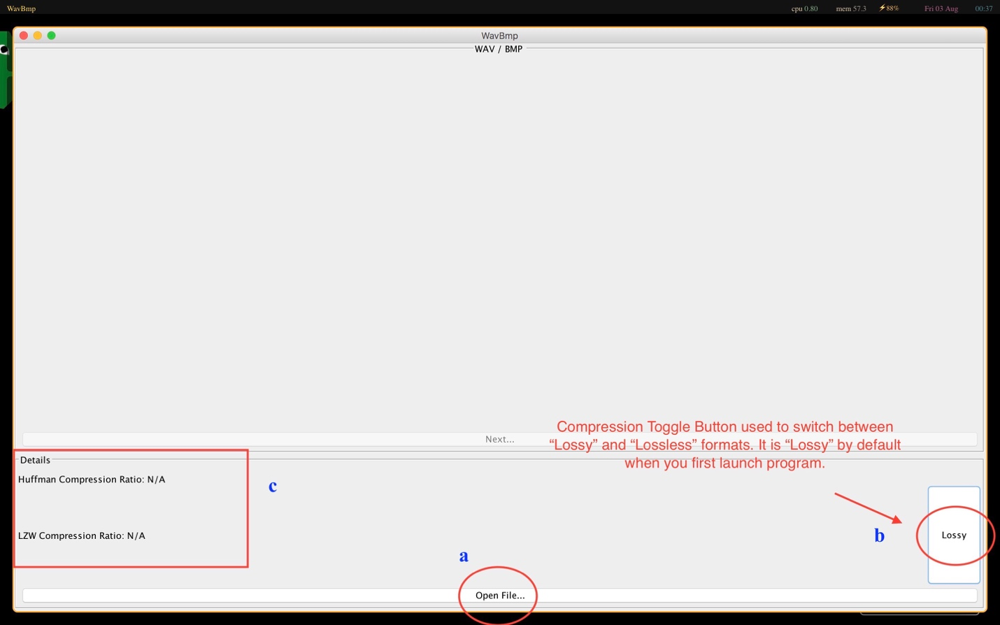 WavBmp
cpu 0.80 mem 57.3 ⚡88% Fri 03 Aug 00:37
WavBmp
WAV / BMP
Next...
Compression Toggle Button used to switch between
“Lossy” and “Lossless” formats. It is “Lossy” by default
when you first launch program.
Details
Huffman Compression Ratio: N/A
c
LZW Compression Ratio: N/A
b
Lossy
a
Open File...